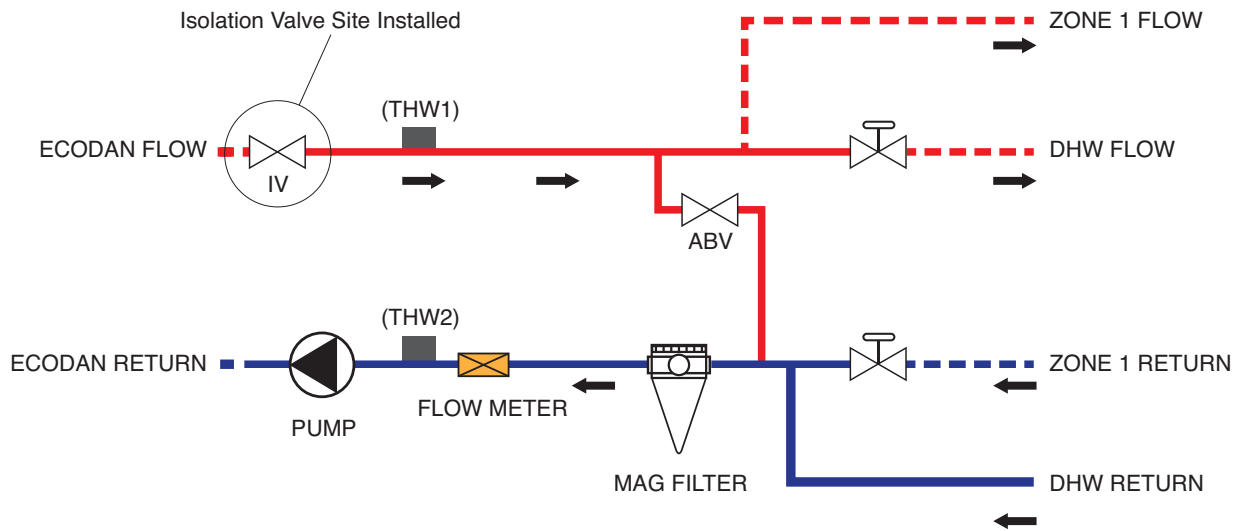 Isolation Valve Site Installed
ZONE 1 FLOW
(THW1)
ECODAN FLOW
DHW FLOW
IV
ABV
(THW2)
ECODAN RETURN
ZONE 1 RETURN
FLOW METER
PUMP
MAG FILTER
DHW RETURN